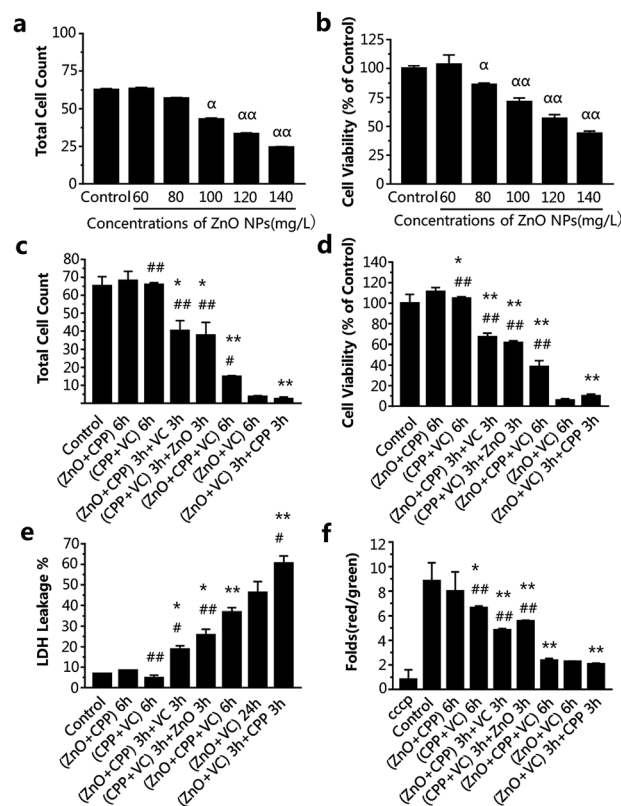 a
Total Cell Count
75
50
25
0
α
αα
αα
Control 60 80 100 120 140
Concentrations of ZnO NPs(mg/L)
b
Cell Viability (% of Control)
125
100
75
50
25
0
α
αα
αα
αα
Control 60 80 100 120 140
Concentrations of ZnO NPs(mg/L)
c
Total Cell Count
80
70
60
50
40
30
20
10
##
*
##
*
##
**
#
**
Control
(ZnO+CPP) 6h
(CPP+VC) 6h
(ZnO+CPP) 3h+VC 3h
(CPP+VC) 3h+ZnO 3h
(ZnO+CPP+VC) 6h
(ZnO+VC) 6h
(ZnO+VC) 3h+CPP 3h
d
Cell Viability (% of Control)
140
120
100
80
60
40
20
0
*
##
**
##
**
##
**
##
**
Control
(ZnO+CPP) 6h
(CPP+VC) 6h
(ZnO+CPP) 3h+VC 3h
(CPP+VC) 3h+ZnO 3h
(ZnO+CPP+VC) 6h
(ZnO+VC) 6h
(ZnO+VC) 3h+CPP 3h
e
LDH Leakage %
70
60
50
40
30
20
10
0
##
*
#
*
##
**
**
#
Control
(ZnO+CPP) 6h
(CPP+VC) 6h
(ZnO+CPP) 3h+VC 3h
(CPP+VC) 3h+ZnO 3h
(ZnO+CPP+VC) 6h
(ZnO+VC) 24h
(ZnO+VC) 3h+CPP 3h
f
Folds(red/green)
12
10
8
6
4
2
0
*
##
**
##
**
##
**
**
cccp
Control
(ZnO+CPP) 6h
(CPP+VC) 6h
(ZnO+CPP) 3h+VC 3h
(CPP+VC) 3h+ZnO 3h
(ZnO+CPP+VC) 6h
(ZnO+VC) 6h
(ZnO+VC) 3h+CPP 3h